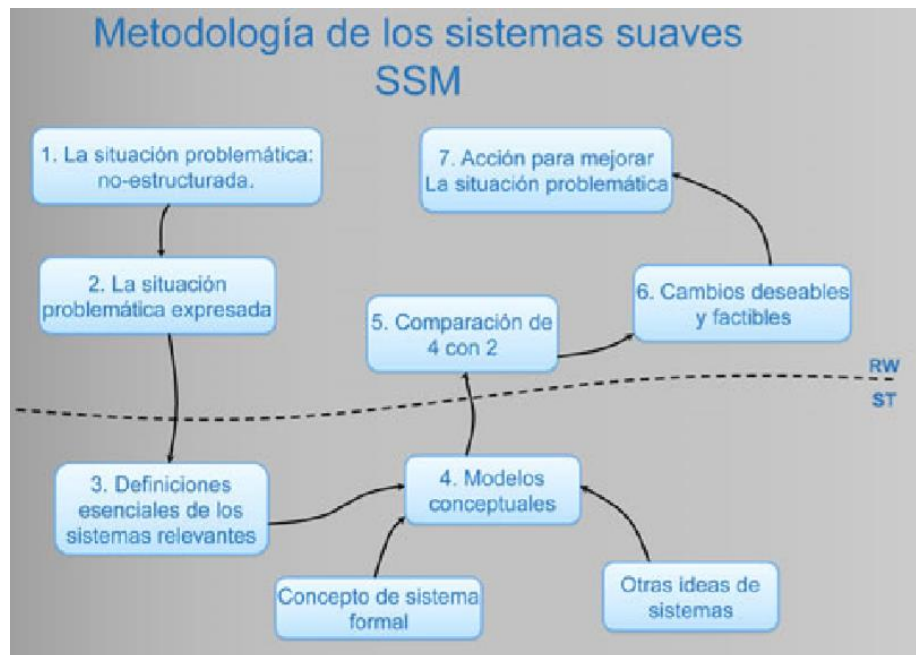 Metodología de los sistemas suaves
SSM
1. La situación problemática:
no-estructurada.
2. La situación
problemática expresada
3. Definiciones
esenciales de los
sistemas relevantes
4. Modelos
conceptuales
Concepto de sistema
formal
Otras ideas de
sistemas
5. Comparación de
4 con 2
6. Cambios deseables
y factibles
7. Acción para mejorar
La situación problemática
RW
ST